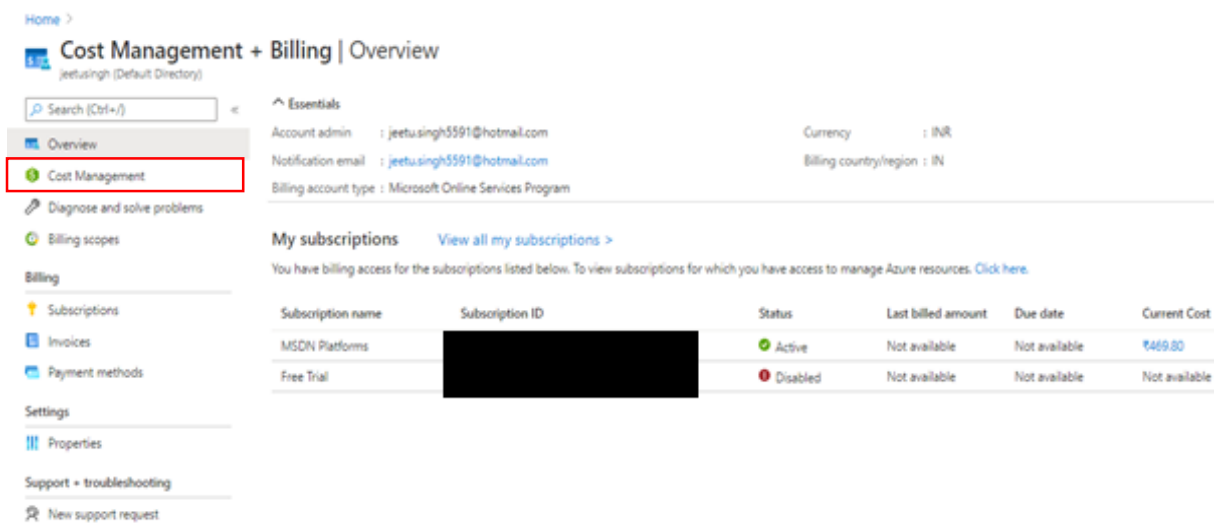 Home >
Cost Management + Billing | Overview
jeetusingh (Default Directory)
Search (Ctrl+/)
«
Overview
Cost Management
Diagnose and solve problems
Billing scopes
Billing
Subscriptions
Invoices
Payment methods
Settings
Properties
Support + troubleshooting
New support request
Essentials
Account admin : jeetu.singh5591@hotmail.com
Notification email : jeetu.singh5591@hotmail.com
Billing account type : Microsoft Online Services Program
Currency : INR
Billing country/region : IN
My subscriptions View all my subscriptions >
You have billing access for the subscriptions listed below. To view subscriptions for which you have access to manage Azure resources. Click here.
Subscription name Subscription ID Status Last billed amount Due date Current Cost
MSDN Platforms Active Not available Not available ₹469.80
Free Trial Disabled Not available Not available Not available